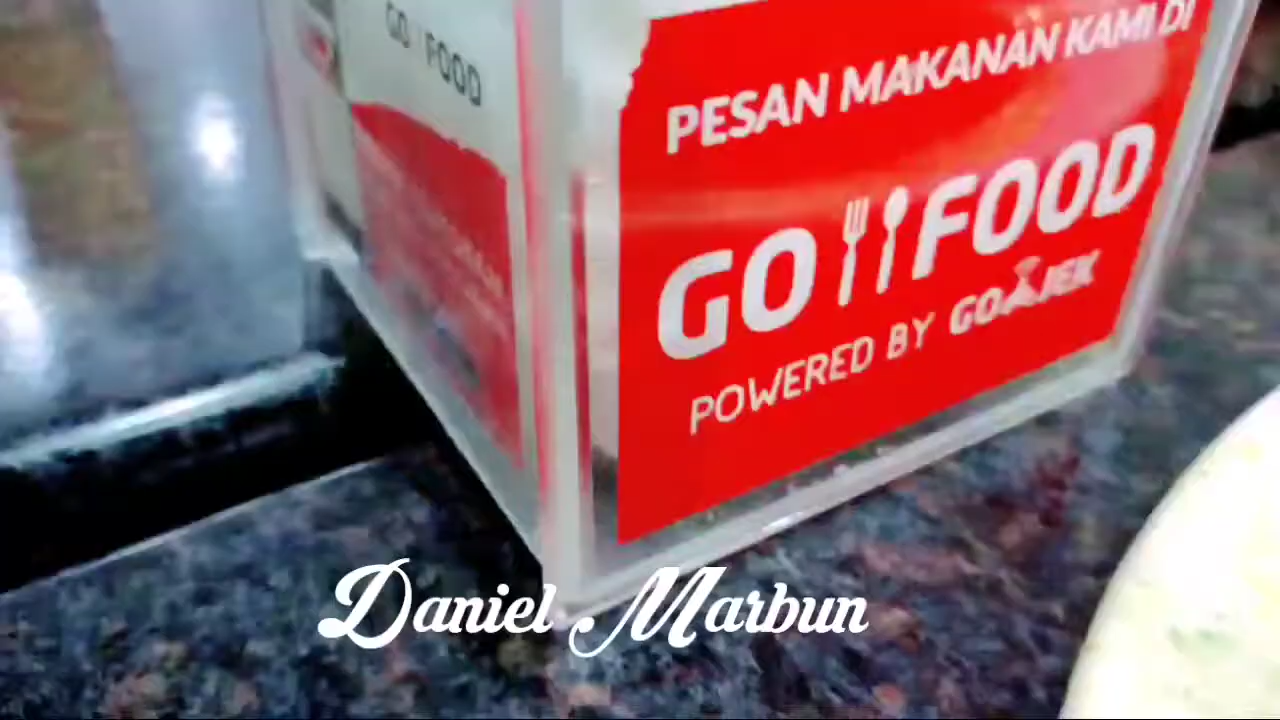 GO FOOD
PESAN MAKANAN KAMI DI
GO FOOD
POWERED BY GOJEK
Daniel Marbun